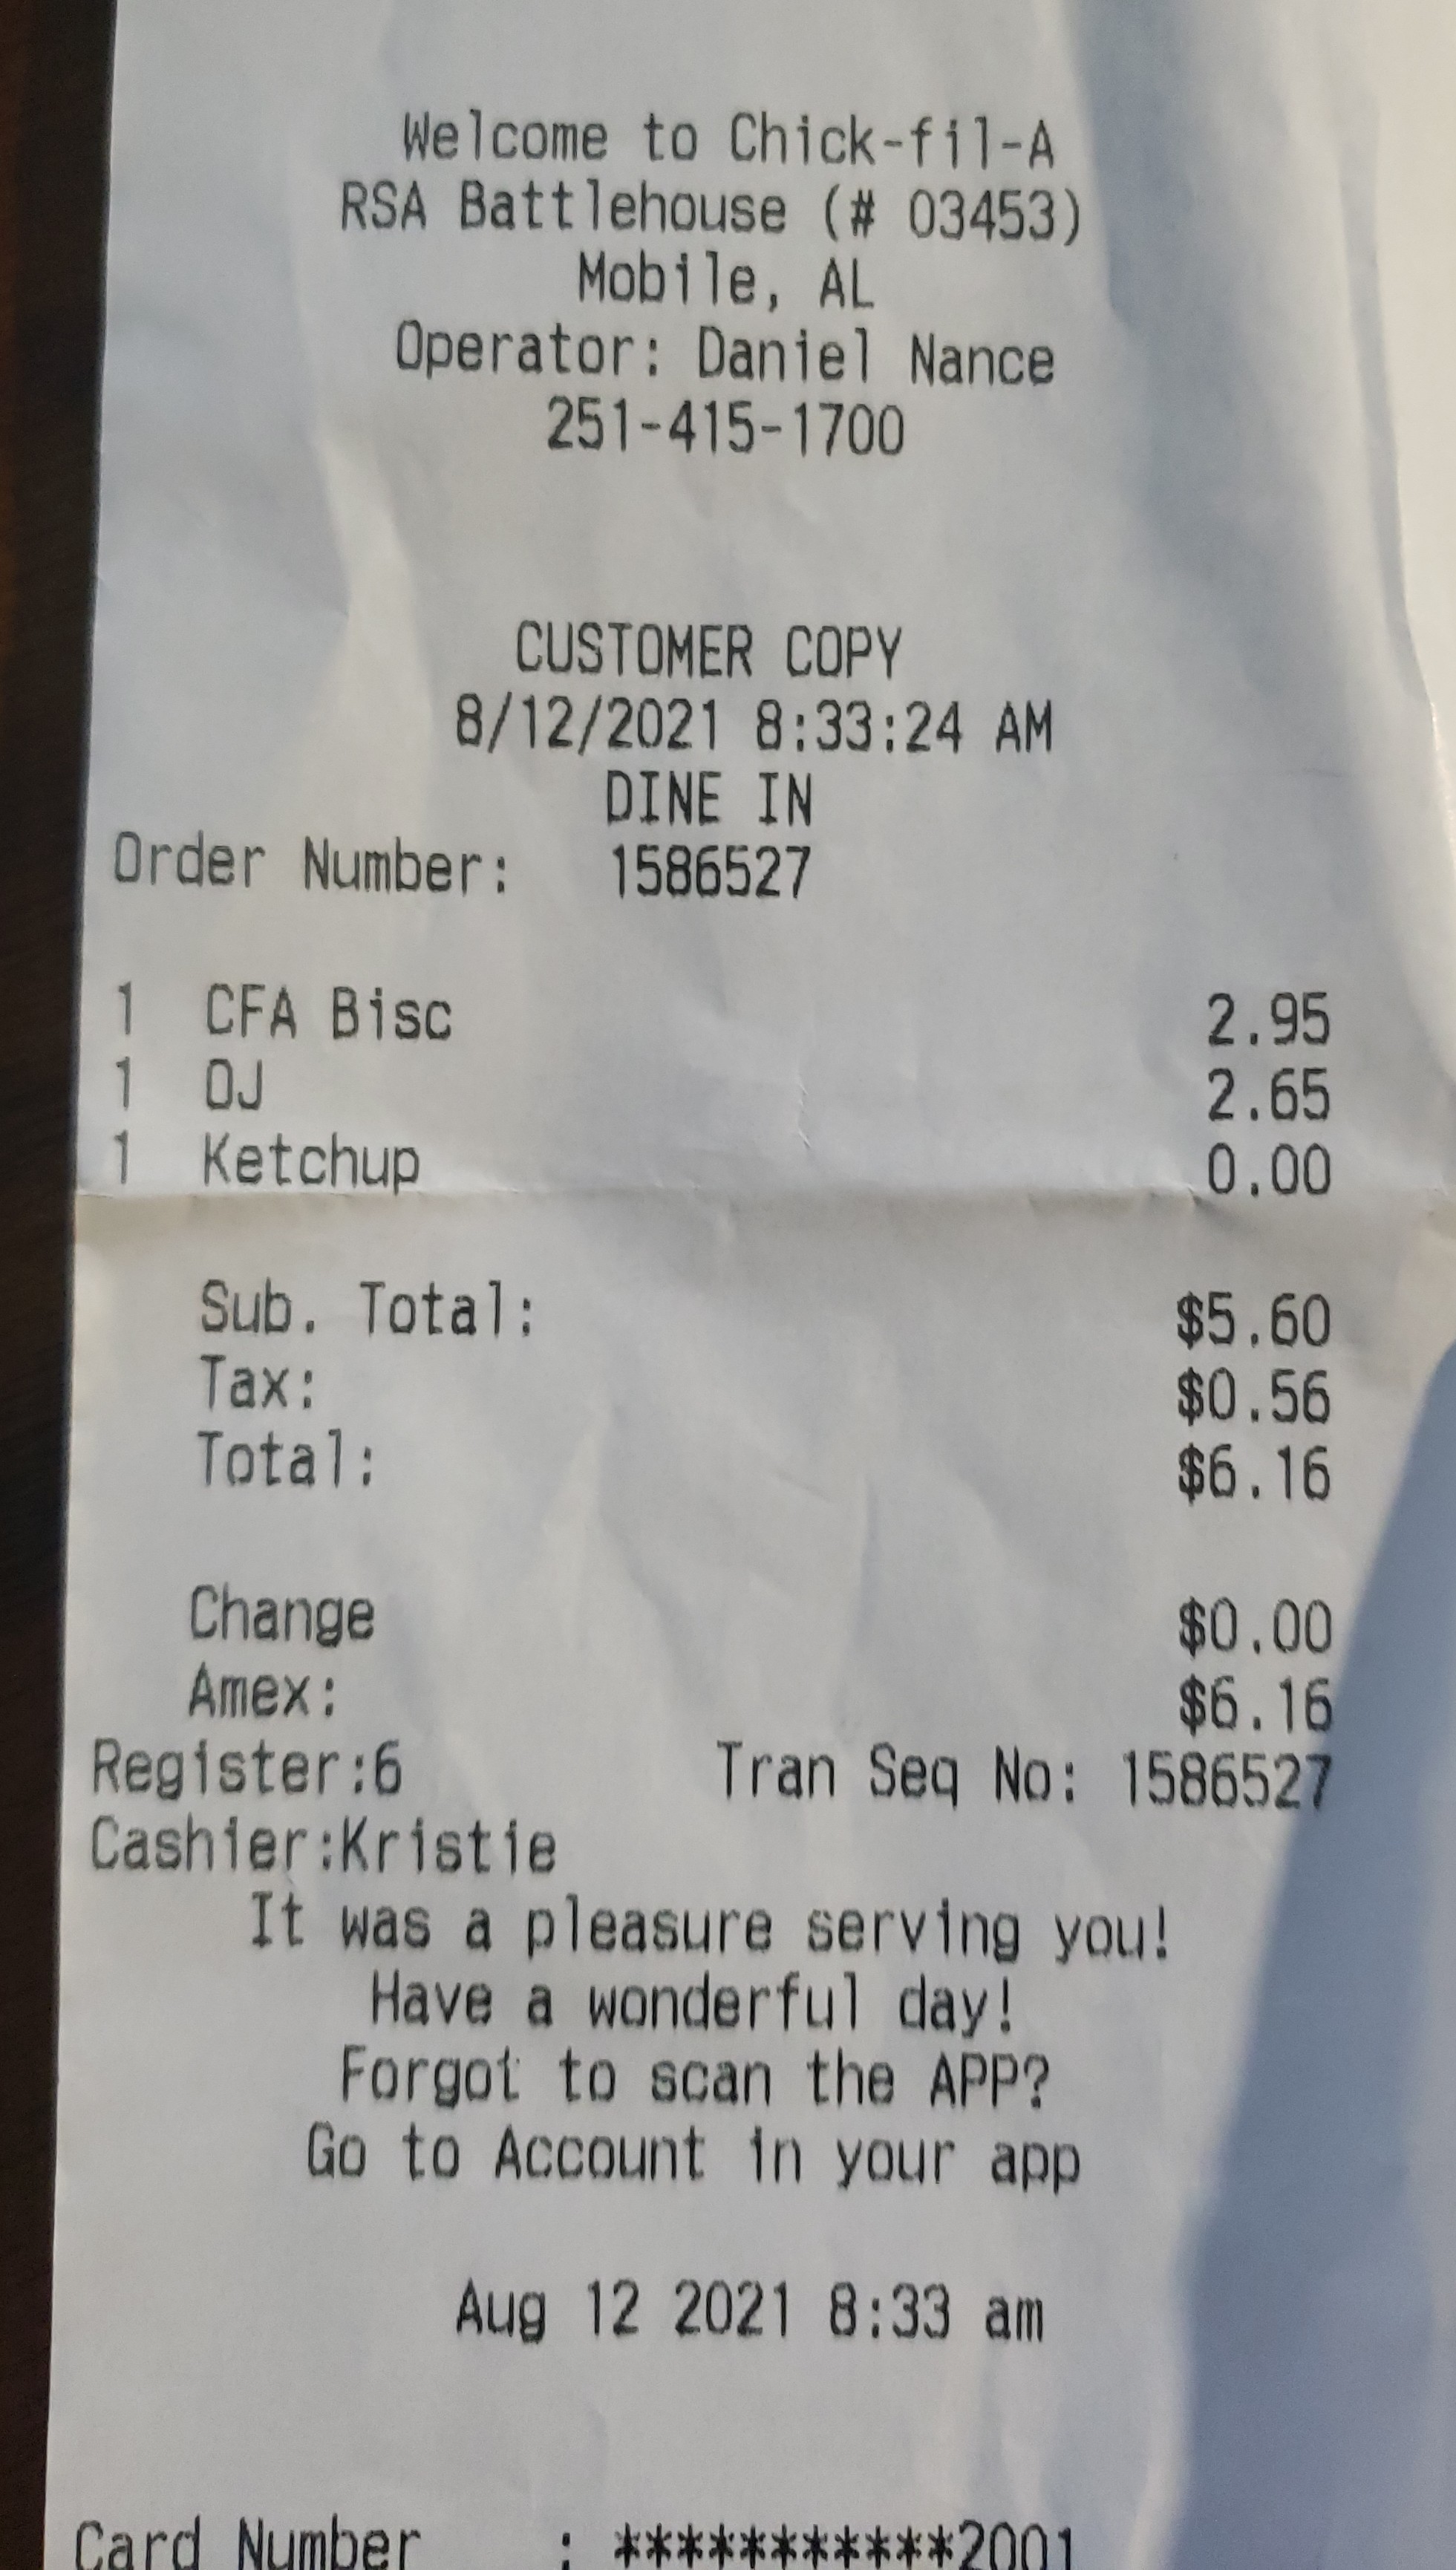 Welcome to Chick-fil-A
RSA Battlehouse (# 03453)
Mobile, AL
Operator: Daniel Nance
251-415-1700
CUSTOMER COPY
8/12/2021 8:33:24 AM
DINE IN
Order Number: 1586527
1 CFA Bisc 2.95
1 OJ 2.65
1 Ketchup 0.00
Sub. Total: $5.60
Tax: $0.56
Total: $6.16
Change $0.00
Amex: $6.16
Register:6 Tran Seq No: 1586527
Cashier:Kristie
It was a pleasure serving you!
Have a wonderful day!
Forgot to scan the APP?
Go to Account in your app
Aug 12 2021 8:33 am
Card Number : ***********2001